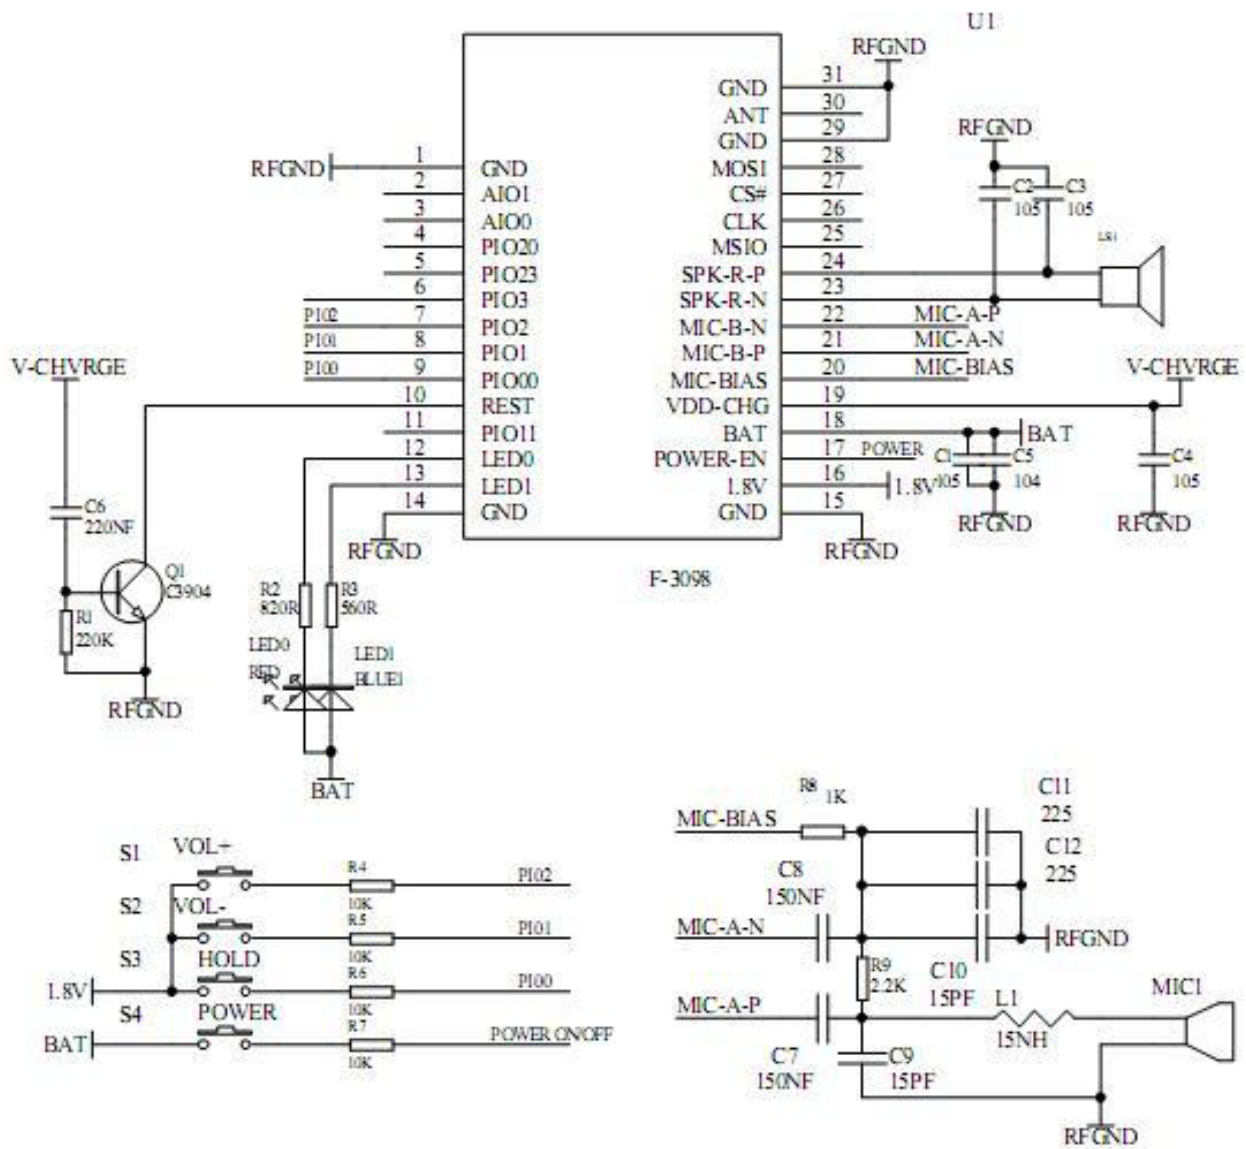 U1
RFGND
31
GND
30
ANT
29
GND
RFGND
28
MOSI
27
CS#
26
CLK
25
MSIO
24
SPK-R-P
23
SPK-R-N
22
MIC-B-N
MIC-A-P
21
MIC-B-P
MIC-A-N
20
MIC-BIAS
MIC-BIAS
19
VDD-CHG
V-CHVRGE
18
BAT
BAT
17
POWER-EN
POWER
16
1.8V
1.8V
15
GND
RFGND
C2
105
C3
105
C1
105
C5
104
RFGND
C4
105
RFGND
RFGND
1
GND
2
AIO1
3
AIO0
4
PIO20
5
PIO23
6
PIO3
PI02
7
PIO2
PI01
8
PIO1
PI00
9
PIO00
10
REST
11
PIO11
12
LED0
13
LED1
14
GND
RFGND
F-3098
V-CHVRGE
C6
220NF
Q1
C3904
R1
220K
RFGND
R2
820R
R3
560R
LED0
RED
LED1
BLUE1
BAT
S1
VOL+
R4
10K
PI02
S2
VOL-
R5
10K
PI01
S3
HOLD
R6
10K
PI00
1.8V
S4
POWER
R7
10K
POWER ON/OFF
BAT
R8
1K
MIC-BIAS
C11
225
C12
225
C8
150NF
MIC-A-N
RFGND
R9
2.2K
C10
15PF
MIC-A-P
L1
15NH
MIC1
C7
150NF
C9
15PF
RFGND